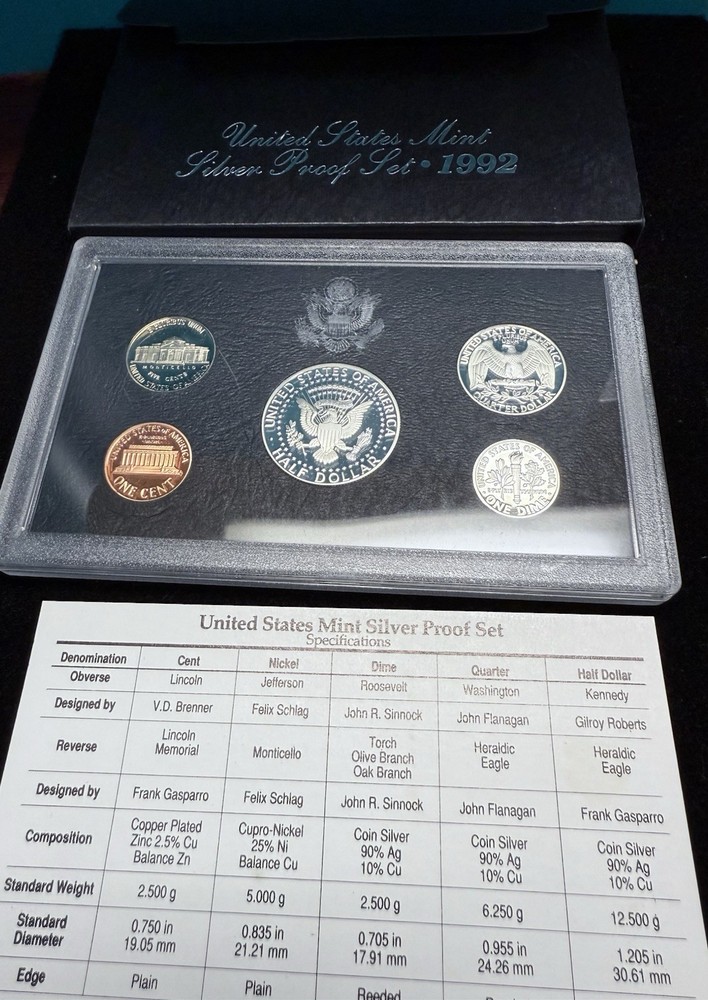 United States Mint
Silver Proof Set • 1992
E PLURIBUS UNUM
MONTICELLO
FIVE CENTS
UNITED STATES OF AMERICA
UNITED STATES OF AMERICA
HALF DOLLAR
UNITED STATES OF AMERICA
E PLURIBUS
UNUM
QUARTER DOLLAR
UNITED STATES OF AMERICA
ONE CENT
UNITED STATES OF AMERICA
ONE DIME
United States Mint Silver Proof Set
Specifications
Denomination Cent Nickel Dime Quarter Half Dollar
Obverse Lincoln Jefferson Roosevelt Washington Kennedy
Designed by V.D. Brenner Felix Schlag John R. Sinnock John Flanagan Gilroy Roberts
Reverse Lincoln Memorial Monticello Torch Olive Branch Oak Branch Heraldic Eagle Heraldic Eagle
Designed by Frank Gasparro Felix Schlag John R. Sinnock John Flanagan Frank Gasparro
Composition Copper Plated Zinc 2.5% Cu Balance Zn Cupro-Nickel 25% Ni Balance Cu Coin Silver 90% Ag 10% Cu Coin Silver 90% Ag 10% Cu Coin Silver 90% Ag 10% Cu
Standard Weight 2.500 g 5.000 g 2.500 g 6.250 g 12.500 g
Standard Diameter 0.750 in 19.05 mm 0.835 in 21.21 mm 0.705 in 17.91 mm 0.955 in 24.26 mm 1.205 in 30.61 mm
Edge Plain Plain Reeded